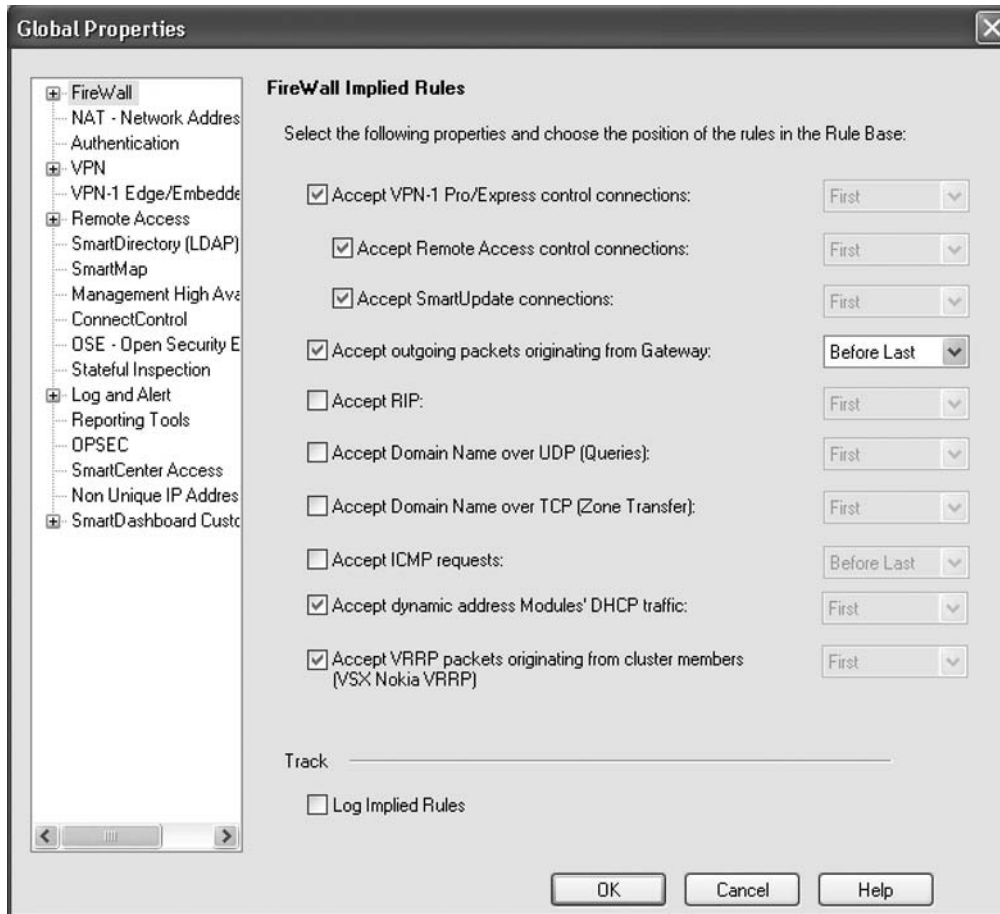 Global Properties
FireWall
NAT - Network Addres
Authentication
VPN
VPN-1 Edge/Embedde
Remote Access
SmartDirectory (LDAP)
SmartMap
Management High Ava
ConnectControl
OSE - Open Security E
Stateful Inspection
Log and Alert
Reporting Tools
OPSEC
SmartCenter Access
Non Unique IP Addres
SmartDashboard Custo
FireWall Implied Rules
Select the following properties and choose the position of the rules in the Rule Base:
Accept VPN-1 Pro/Express control connections: First
Accept Remote Access control connections: First
Accept SmartUpdate connections: First
Accept outgoing packets originating from Gateway: Before Last
Accept RIP: First
Accept Domain Name over UDP (Queries): First
Accept Domain Name over TCP (Zone Transfer): First
Accept ICMP requests: Before Last
Accept dynamic address Modules' DHCP traffic: First
Accept VRRP packets originating from cluster members First
(VSX Nokia VRRP)
Track
Log Implied Rules
OK Cancel Help